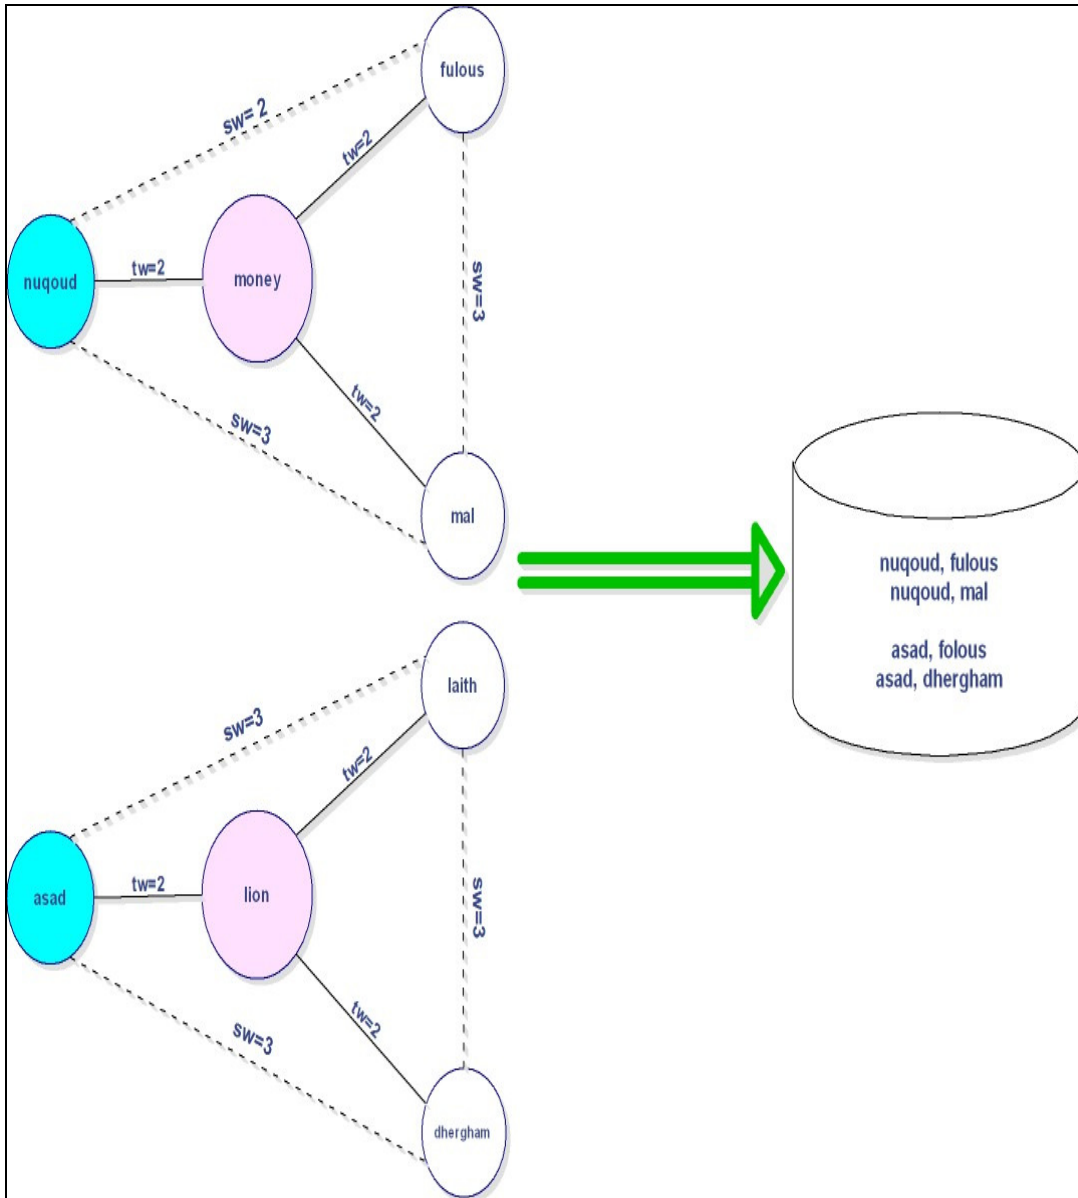 fulous
sw= 2
tw=2
nuqoud
tw=2
money
sw=3
tw=2
sw=3
mal
nuqoud, fulous
nuqoud, mal
asad, folous
asad, dhergham
laith
sw=3
tw=2
asad
tw=2
lion
sw=3
tw=2
sw=3
dhergham